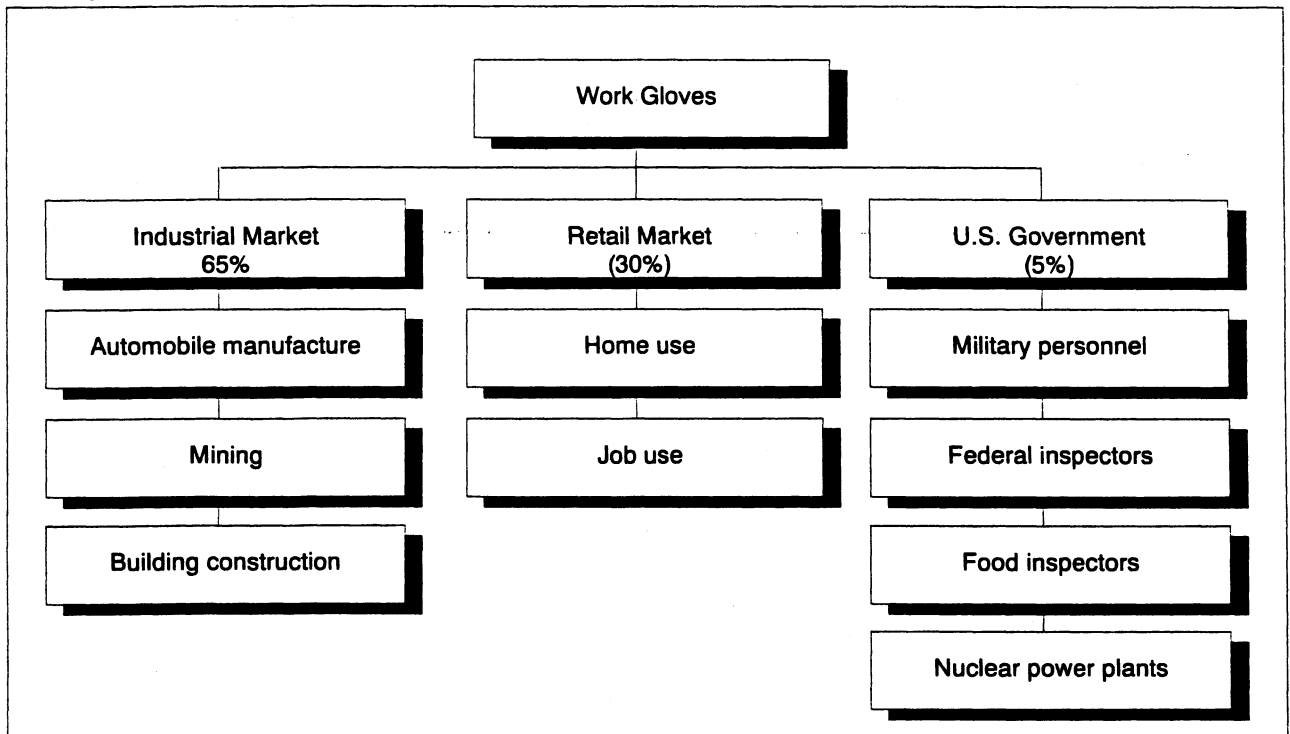 Work Gloves
Industrial Market
65%
Automobile manufacture
Mining
Building construction
Retail Market
(30%)
Home use
Job use
U.S. Government
(5%)
Military personnel
Federal inspectors
Food inspectors
Nuclear power plants